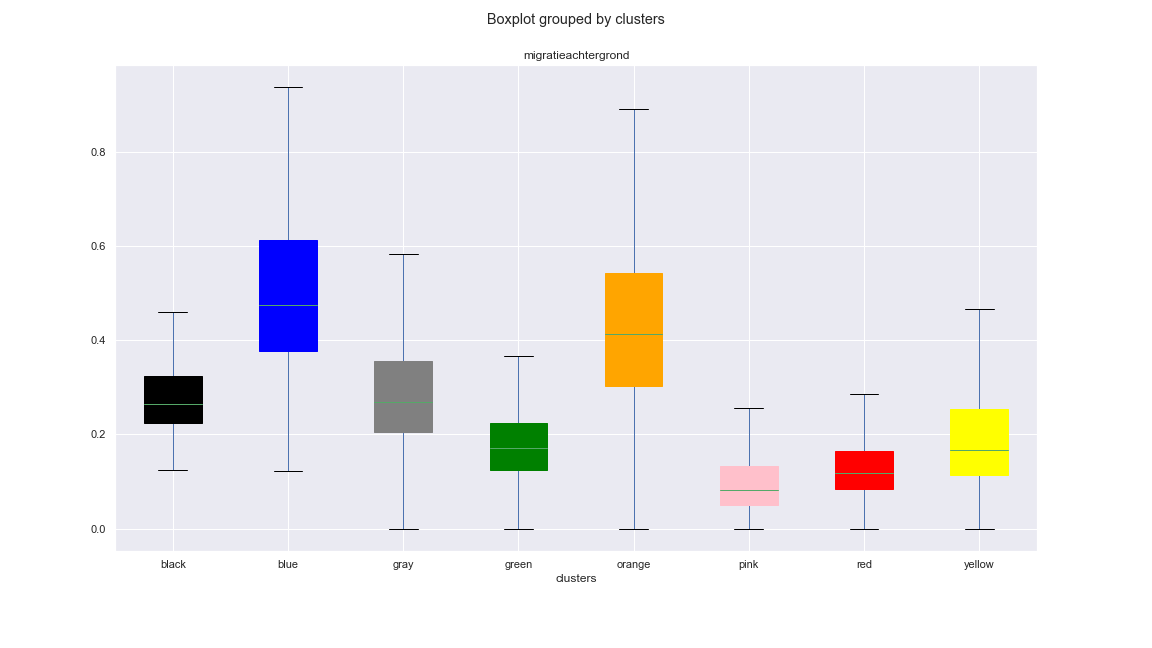 Boxplot grouped by clusters
migratieachtergrond
0.8
0.6
0.4
0.2
0.0
black blue gray green orange pink red yellow
clusters